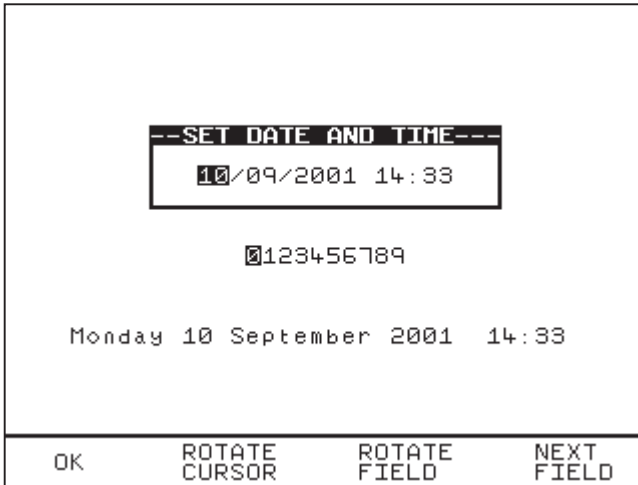 --SET DATE AND TIME---
10/09/2001 14:33
0123456789
Monday 10 September 2001 14:33
OK
ROTATE CURSOR
ROTATE FIELD
NEXT FIELD